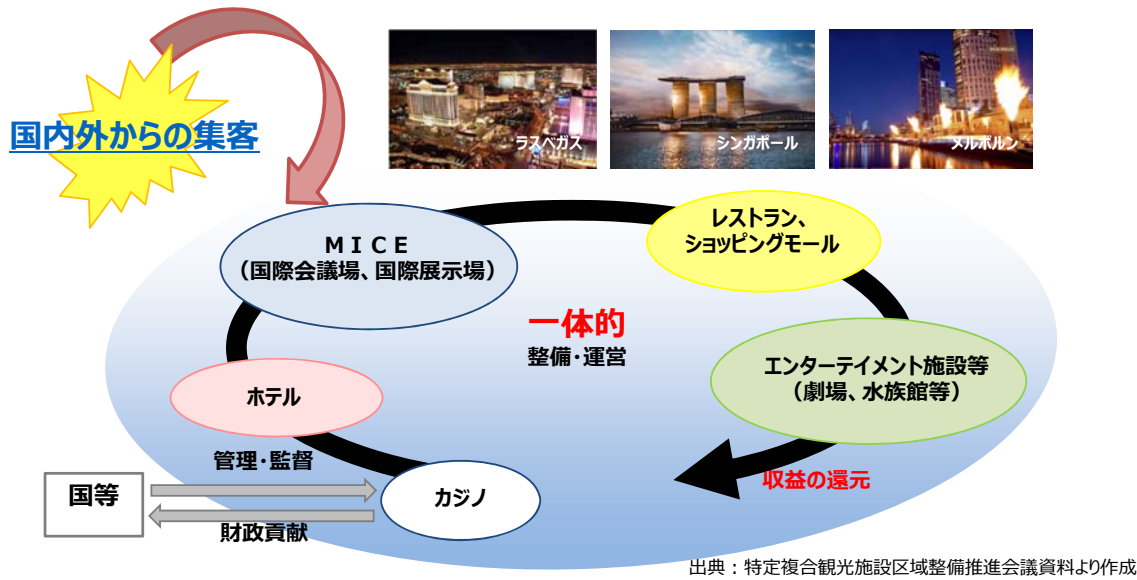 国内外からの集客
ラスベガス
シンガポール
メルボルン
ＭＩＣＥ
（国際会議場、国際展示場）
レストラン、
ショッピングモール
一体的
整備・運営
エンターテイメント施設等
（劇場、水族館等）
ホテル
管理・監督
国等
カジノ
収益の還元
財政貢献
出典：特定複合観光施設区域整備推進会議資料より作成